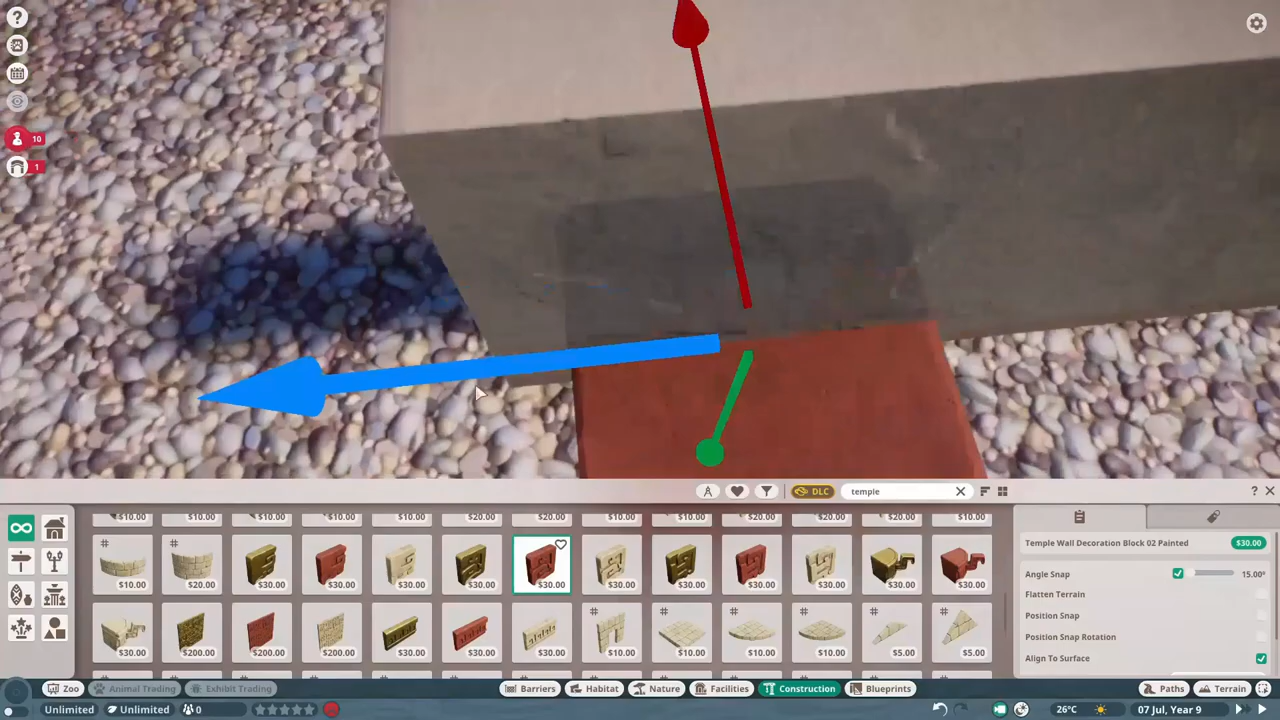 ?
10
1
DLC
temple
?
$10.00 $10.00 $10.00 $10.00 $10.00 $20.00 $20.00 $10.00 $10.00 $20.00 $20.00 $20.00 $10.00
# $10.00 # $20.00 $30.00 $30.00 $30.00 $30.00 $30.00 $30.00 $30.00 $30.00 $30.00 $30.00 $30.00
$30.00 $200.00 $200.00 $200.00 $30.00 $30.00 $30.00 # $10.00 # $10.00 # $10.00 # $10.00 # $5.00 # $5.00
Temple Wall Decoration Block 02 Painted $30.00
Angle Snap 15.00°
Flatten Terrain
Position Snap
Position Snap Rotation
Align To Surface
Zoo Animal Trading Exhibit Trading Barriers Habitat Nature Facilities Construction Blueprints Paths Terrain
Unlimited Unlimited 0 26°C 07 Jul, Year 9